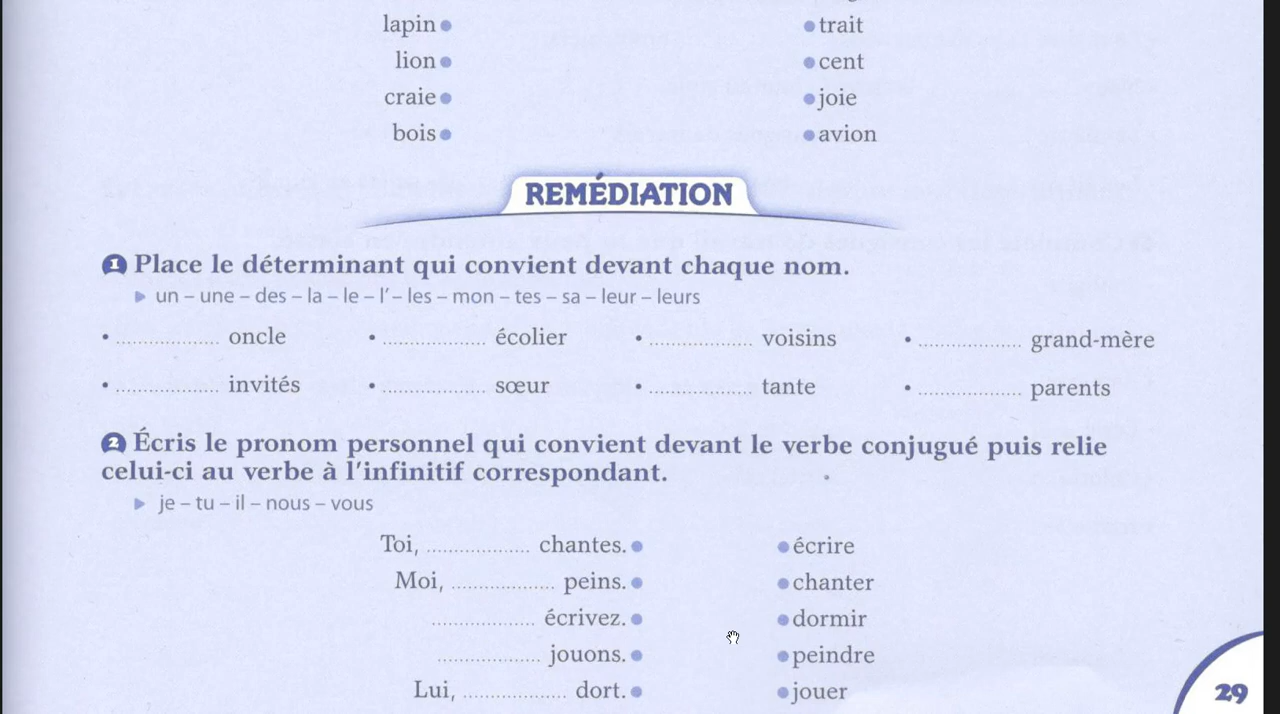 lapin trait
lion cent
craie joie
bois avion
REMÉDIATION
1 Place le déterminant qui convient devant chaque nom.
un – une – des – la – le – l' – les – mon – tes – sa – leur – leurs
• .................... oncle • .................... écolier • .................... voisins • .................... grand-mère
• .................... invités • .................... sœur • .................... tante • .................... parents
2 Écris le pronom personnel qui convient devant le verbe conjugué puis relie
celui-ci au verbe à l'infinitif correspondant.
je – tu – il – nous – vous
Toi, .................... chantes. écrire
Moi, .................... peins. chanter
.................... écrivez. dormir
.................... jouons. peindre
Lui, .................... dort. jouer
29